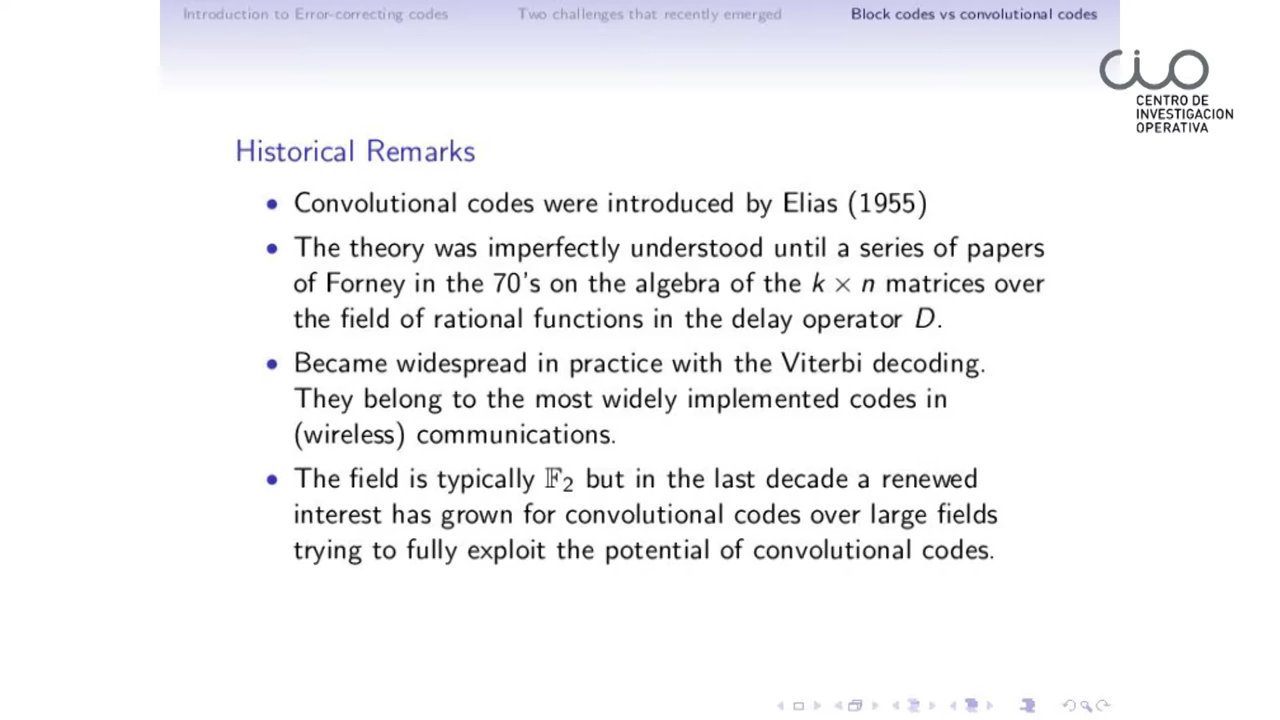 Introduction to Error-correcting codes Two challenges that recently emerged Block codes vs convolutional codes
CIO
CENTRO DE
INVESTIGACION
OPERATIVA
Historical Remarks
• Convolutional codes were introduced by Elias (1955)
• The theory was imperfectly understood until a series of papers
of Forney in the 70's on the algebra of the k × n matrices over
the field of rational functions in the delay operator D.
• Became widespread in practice with the Viterbi decoding.
They belong to the most widely implemented codes in
(wireless) communications.
• The field is typically 𝔽₂ but in the last decade a renewed
interest has grown for convolutional codes over large fields
trying to fully exploit the potential of convolutional codes.